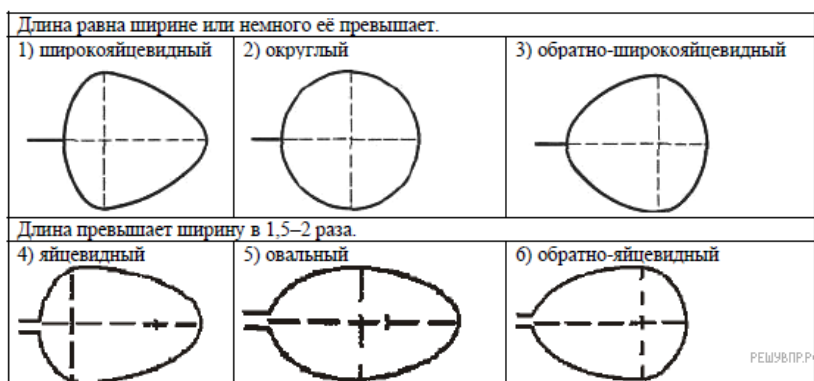 Длина равна ширине или немного её превышает.
1) широкояйцевидный 2) округлый 3) обратно-широкояйцевидный
Длина превышает ширину в 1,5–2 раза.
4) яйцевидный 5) овальный 6) обратно-яйцевидный
РЕШУВПР.РФ